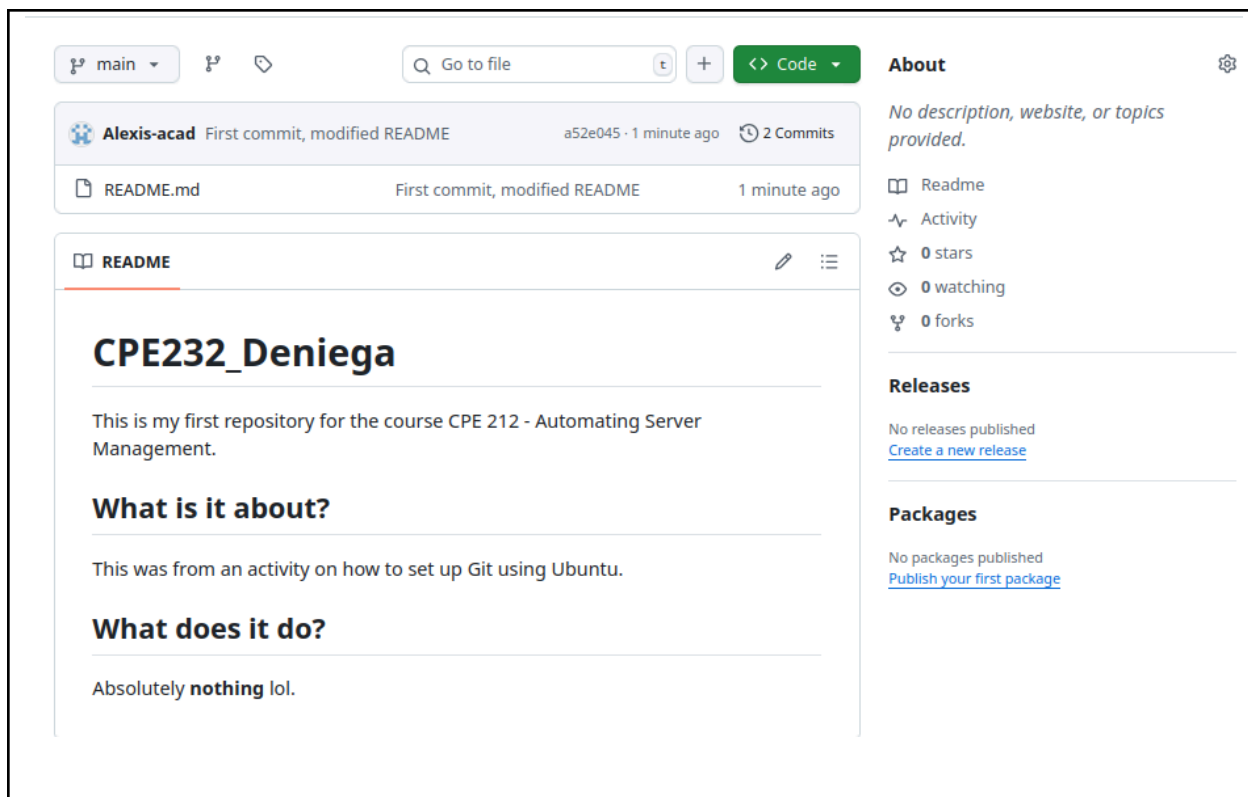 main
Go to file
t
Code
Alexis-acad First commit, modified README a52e045 · 1 minute ago 2 Commits
README.md First commit, modified README 1 minute ago
README
CPE232_Deniega
This is my first repository for the course CPE 212 - Automating Server
Management.
What is it about?
This was from an activity on how to set up Git using Ubuntu.
What does it do?
Absolutely nothing lol.
About
No description, website, or topics
provided.
Readme
Activity
0 stars
0 watching
0 forks
Releases
No releases published
Create a new release
Packages
No packages published
Publish your first package